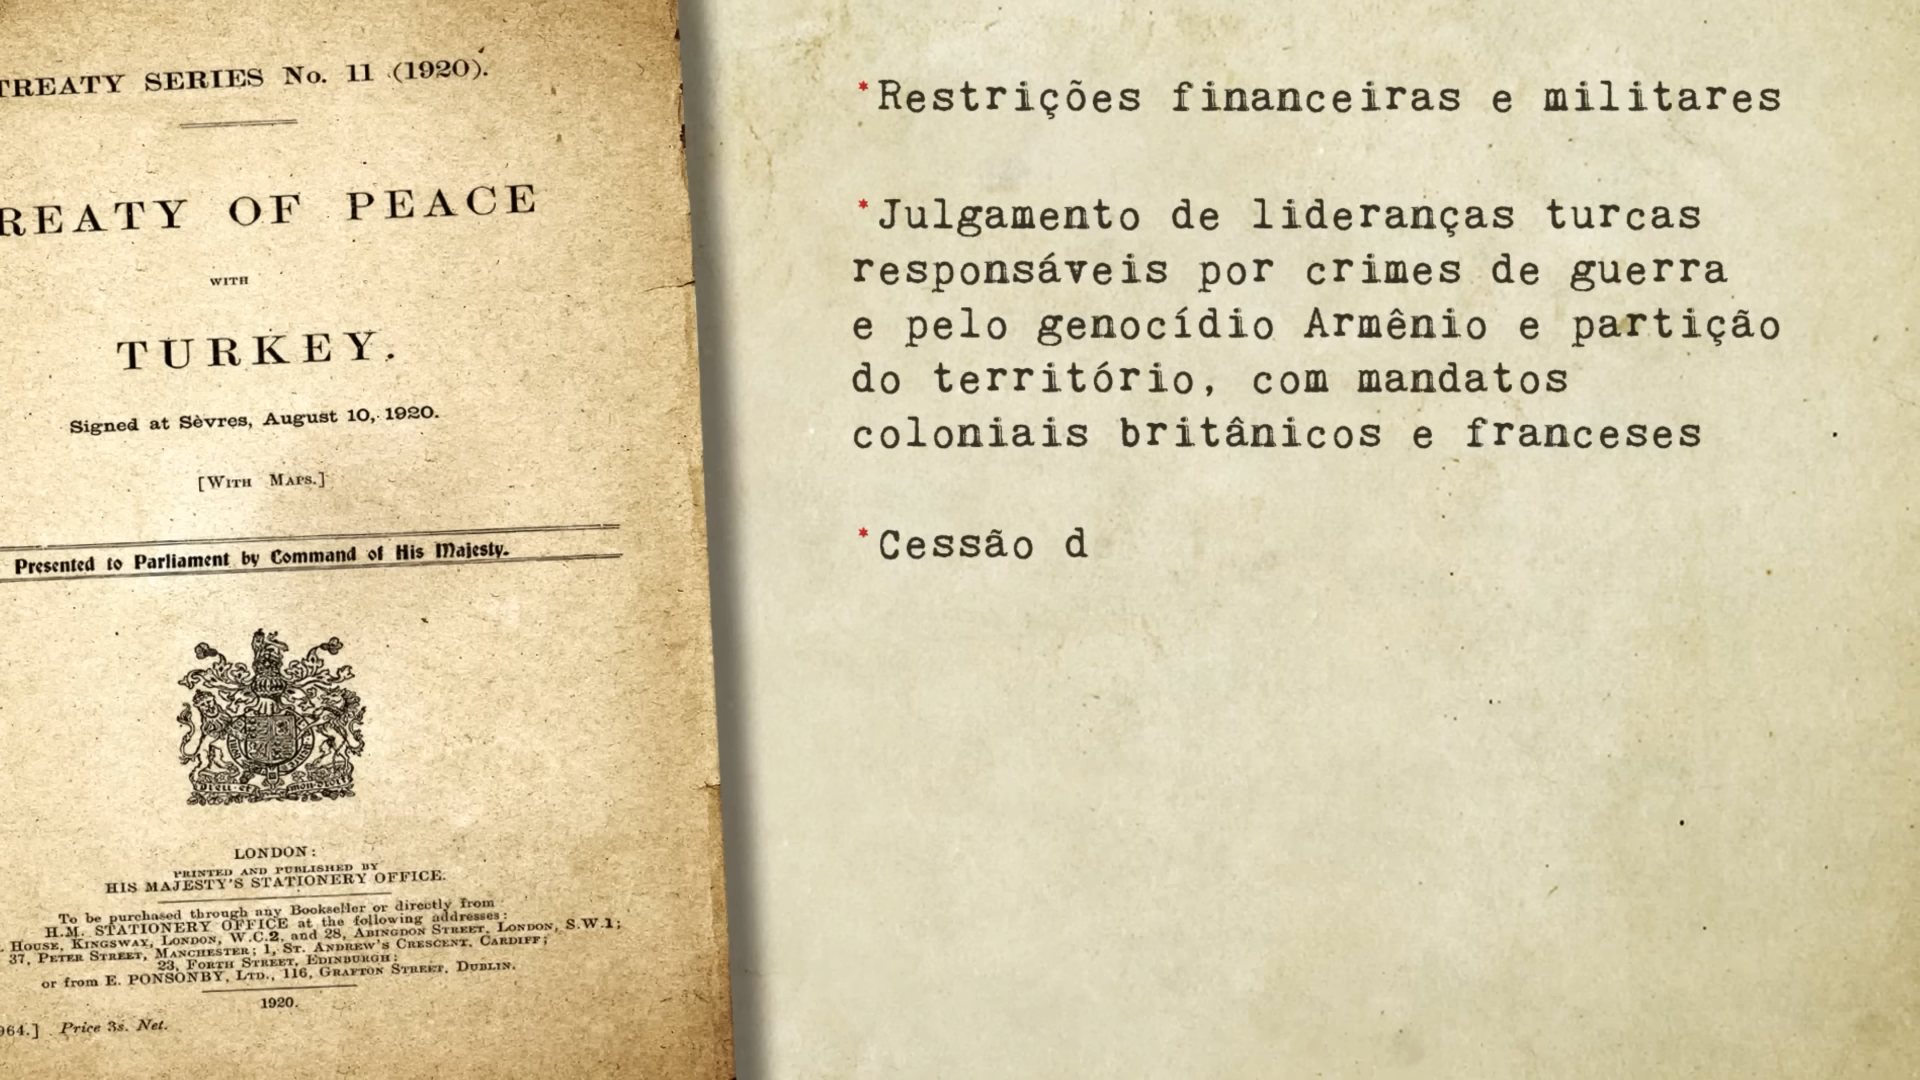 TREATY SERIES No. 11 (1920).
REATY OF PEACE
WITH
TURKEY.
Signed at Sèvres, August 10, 1920.
[WITH MAPS.]
Presented to Parliament by Command of His Majesty.
LONDON:
PRINTED AND PUBLISHED BY
HIS MAJESTY'S STATIONERY OFFICE.
To be purchased through any Bookseller or directly from
H.M. STATIONERY OFFICE at the following addresses:
HOUSE, KINGSWAY, LONDON, W.C.2, and 28, ABINGDON STREET, LONDON, S.W.1;
37, PETER STREET, MANCHESTER; 1, ST. ANDREW'S CRESCENT, CARDIFF;
23, FORTH STREET, EDINBURGH;
or from E. PONSONBY, LTD., 116, GRAFTON STREET, DUBLIN.
1920.
964.] Price 3s. Net.
*Restrições financeiras e militares
*Julgamento de lideranças turcas
responsáveis por crimes de guerra
e pelo genocídio Armênio e partição
do território, com mandatos
coloniais britânicos e franceses
*Cessão d